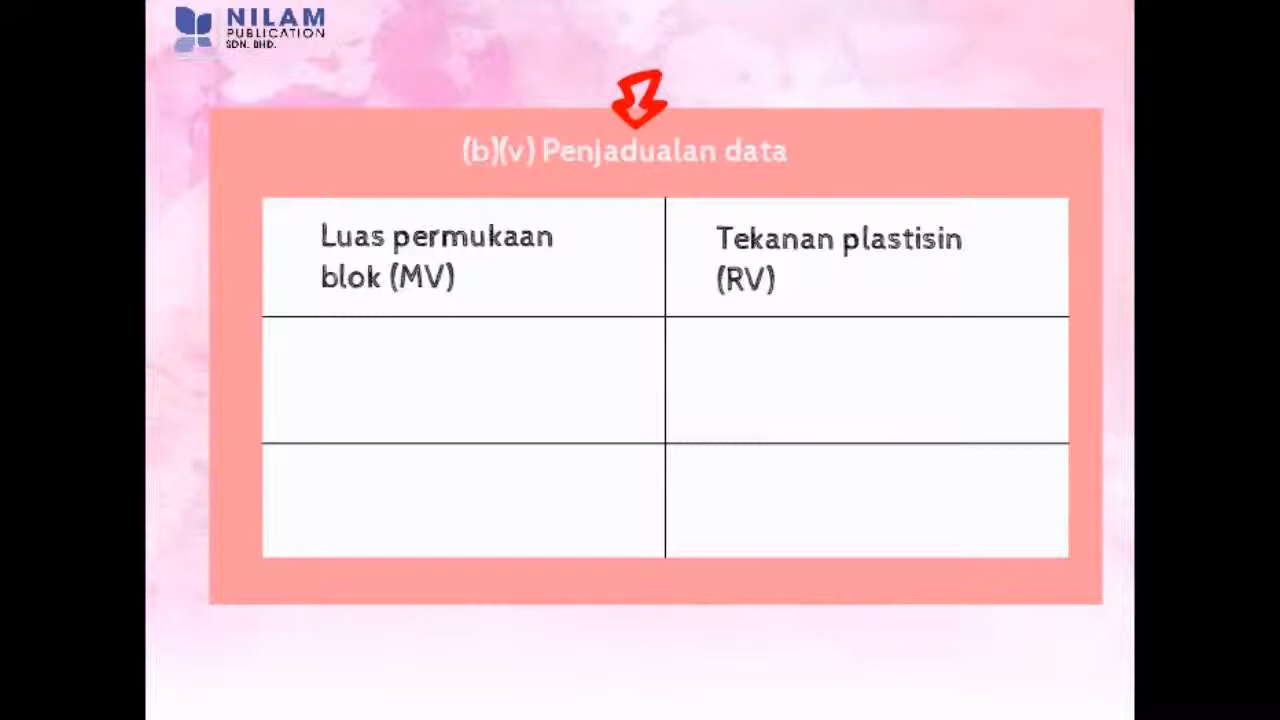 NILAM
PUBLICATION
SDN. BHD.
(b)(v) Penjadualan data
Luas permukaan
blok (MV)
Tekanan plastisin
(RV)